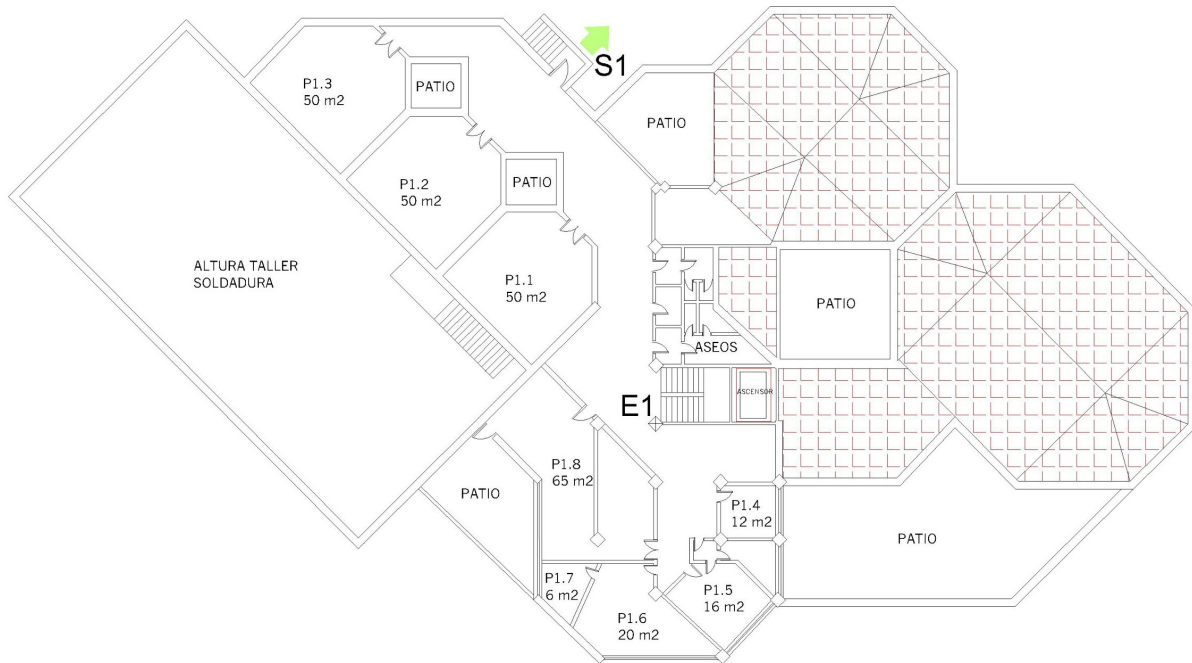 S1
P1.3
50 m2
PATIO
PATIO
P1.2
50 m2
PATIO
ALTURA TALLER
SOLDADURA
P1.1
50 m2
PATIO
ASEOS
ASCENSOR
E1
P1.8
65 m2
PATIO
P1.4
12 m2
PATIO
P1.7
6 m2
P1.5
16 m2
P1.6
20 m2